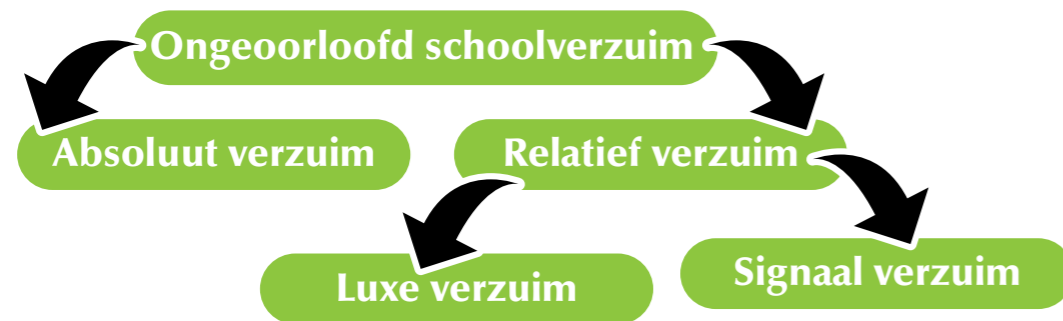 Ongeoorloofd schoolverzuim
Absoluut verzuim
Relatief verzuim
Luxe verzuim
Signaal verzuim